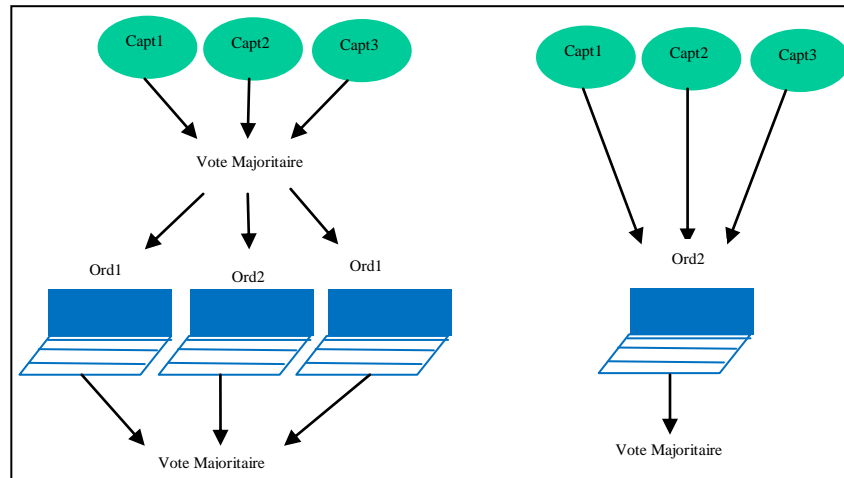 Capt1
Capt2
Capt3
Vote Majoritaire
Ord1
Ord2
Ord1
Vote Majoritaire
Capt1
Capt2
Capt3
Ord2
Vote Majoritaire